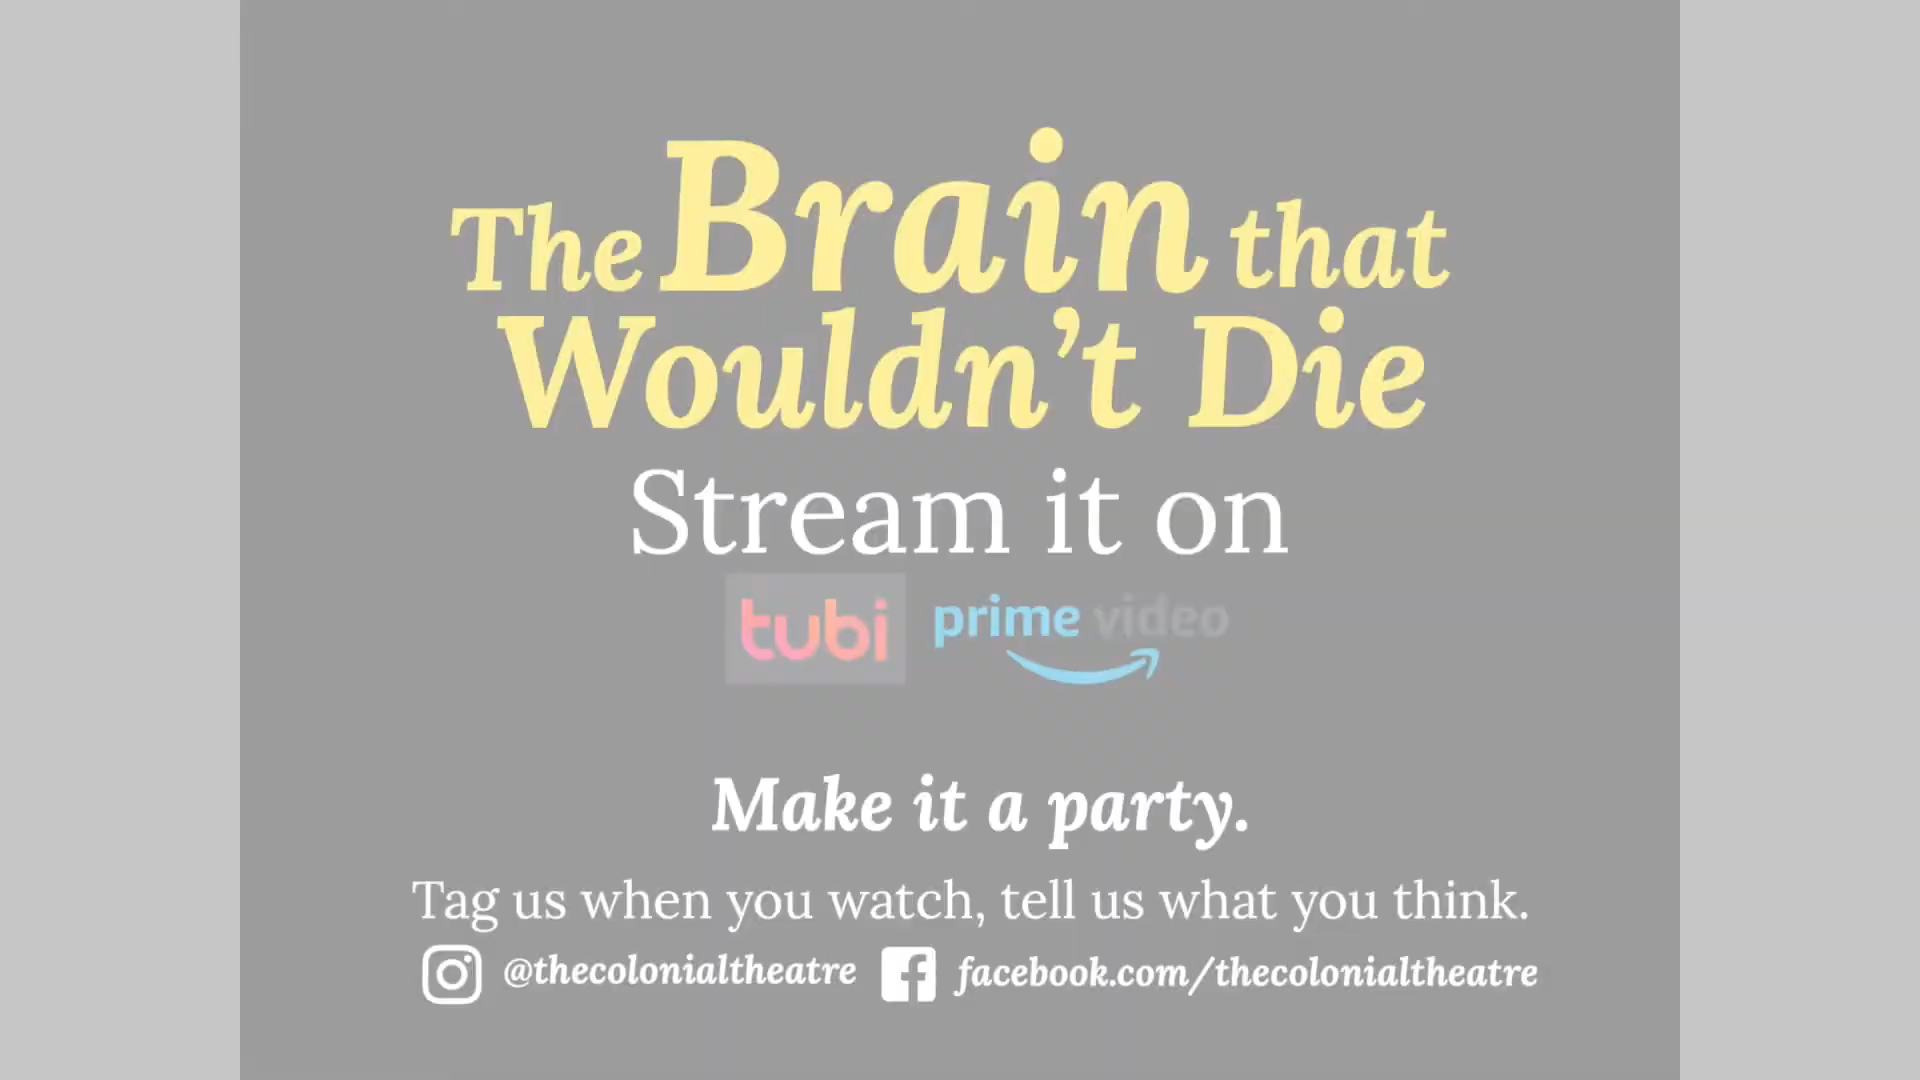 The Brain that
Wouldn't Die
Stream it on
tubi prime video
Make it a party.
Tag us when you watch, tell us what you think.
@thecolonialtheatre facebook.com/thecolonialtheatre